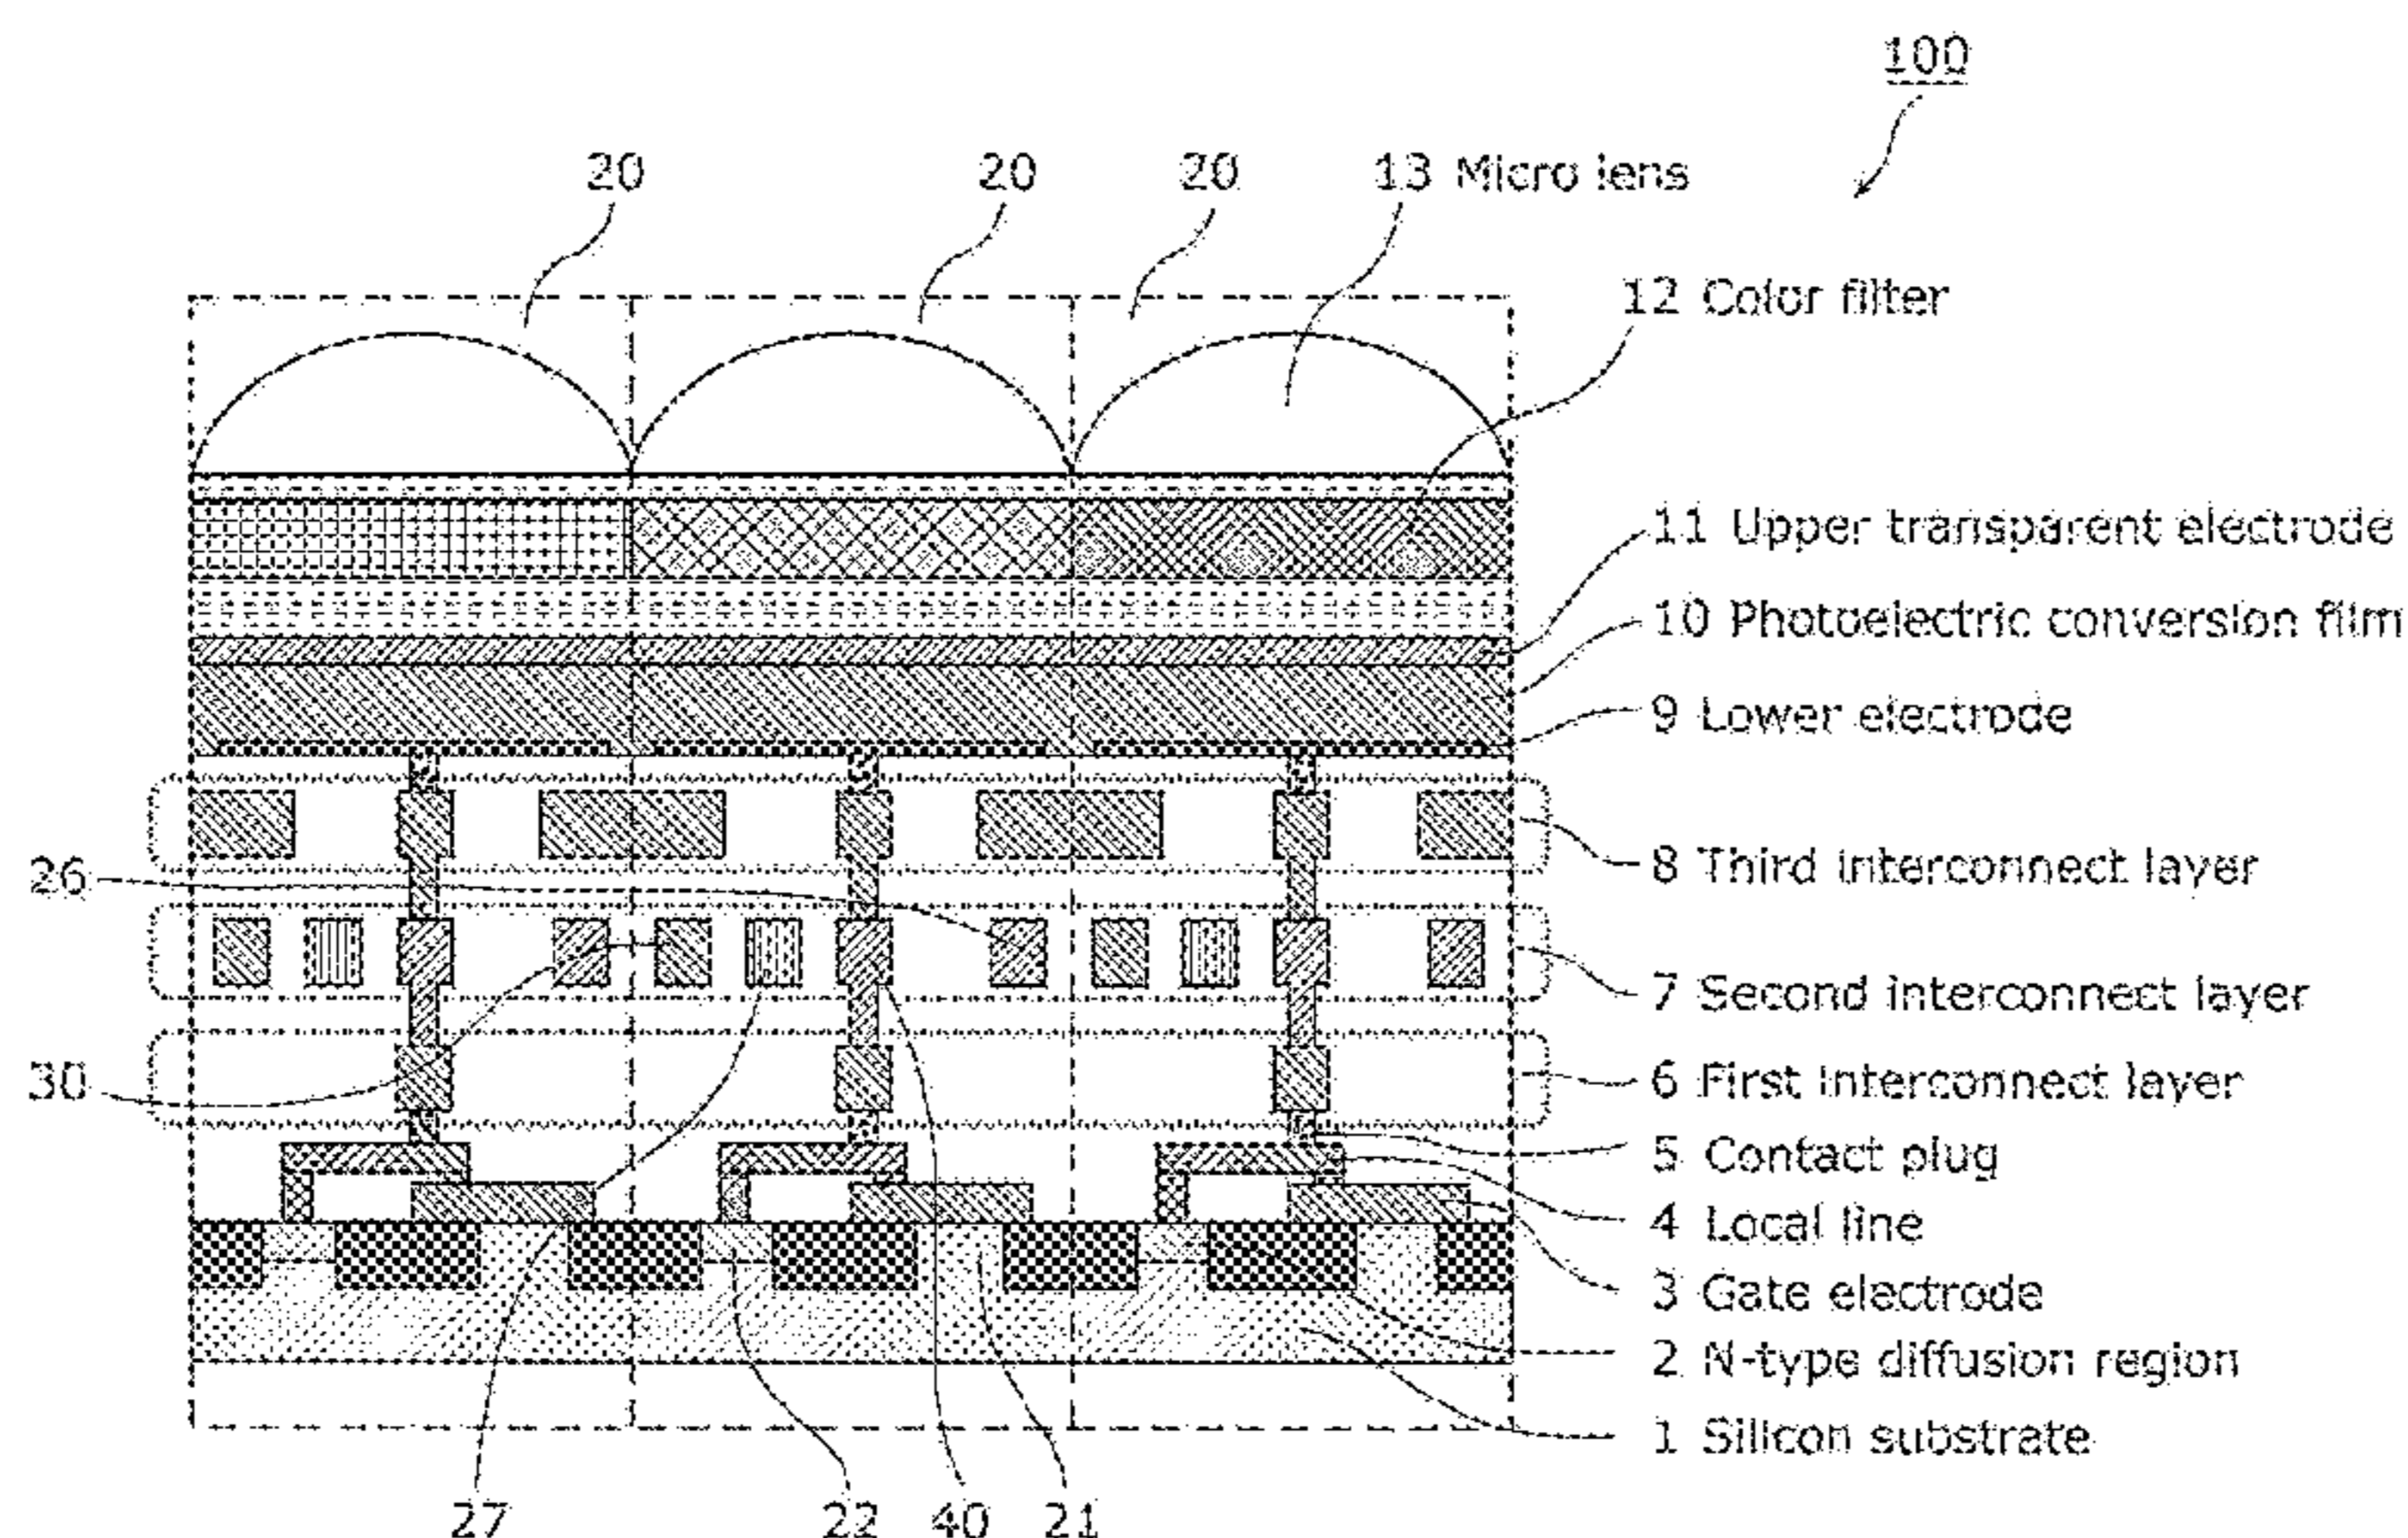 100
20
20
20
13 Micro lens
12 Color filter
11 Upper transparent electrode
10 Photoelectric conversion film
9 Lower electrode
8 Third interconnect layer
26
7 Second interconnect layer
30
6 First interconnect layer
5 Contact plug
4 Local line
3 Gate electrode
2 N-type diffusion region
1 Silicon substrate
27
22
40
21